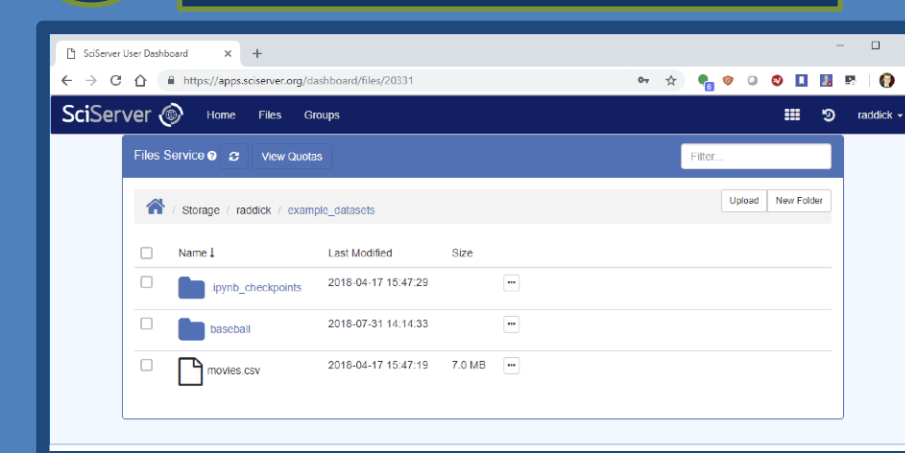 SciServer User Dashboard
https://apps.sciserver.org/dashboard/files/20331
6
SciServer Home Files Groups raddick
Files Service View Quotas Filter...
/ Storage / raddick / example_datasets Upload New Folder
Name Last Modified Size
ipynb_checkpoints 2018-04-17 15:47:29
baseball 2018-07-31 14:14:33
movies.csv 2018-04-17 15:47:19 7.0 MB